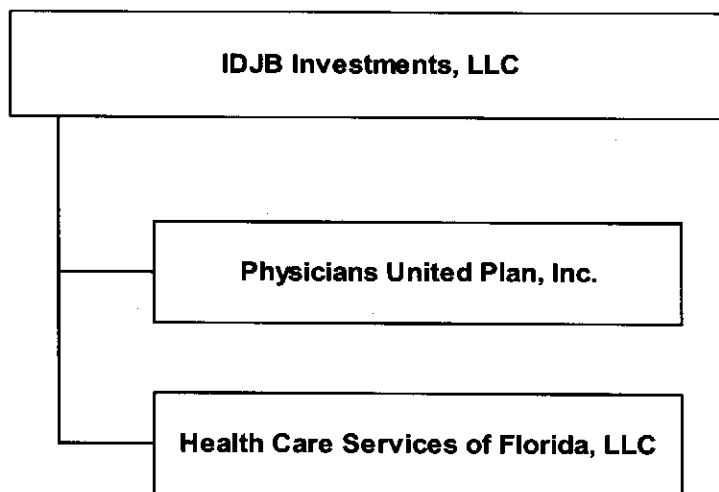 IDJB Investments, LLC
Physicians United Plan, Inc.
Health Care Services of Florida, LLC